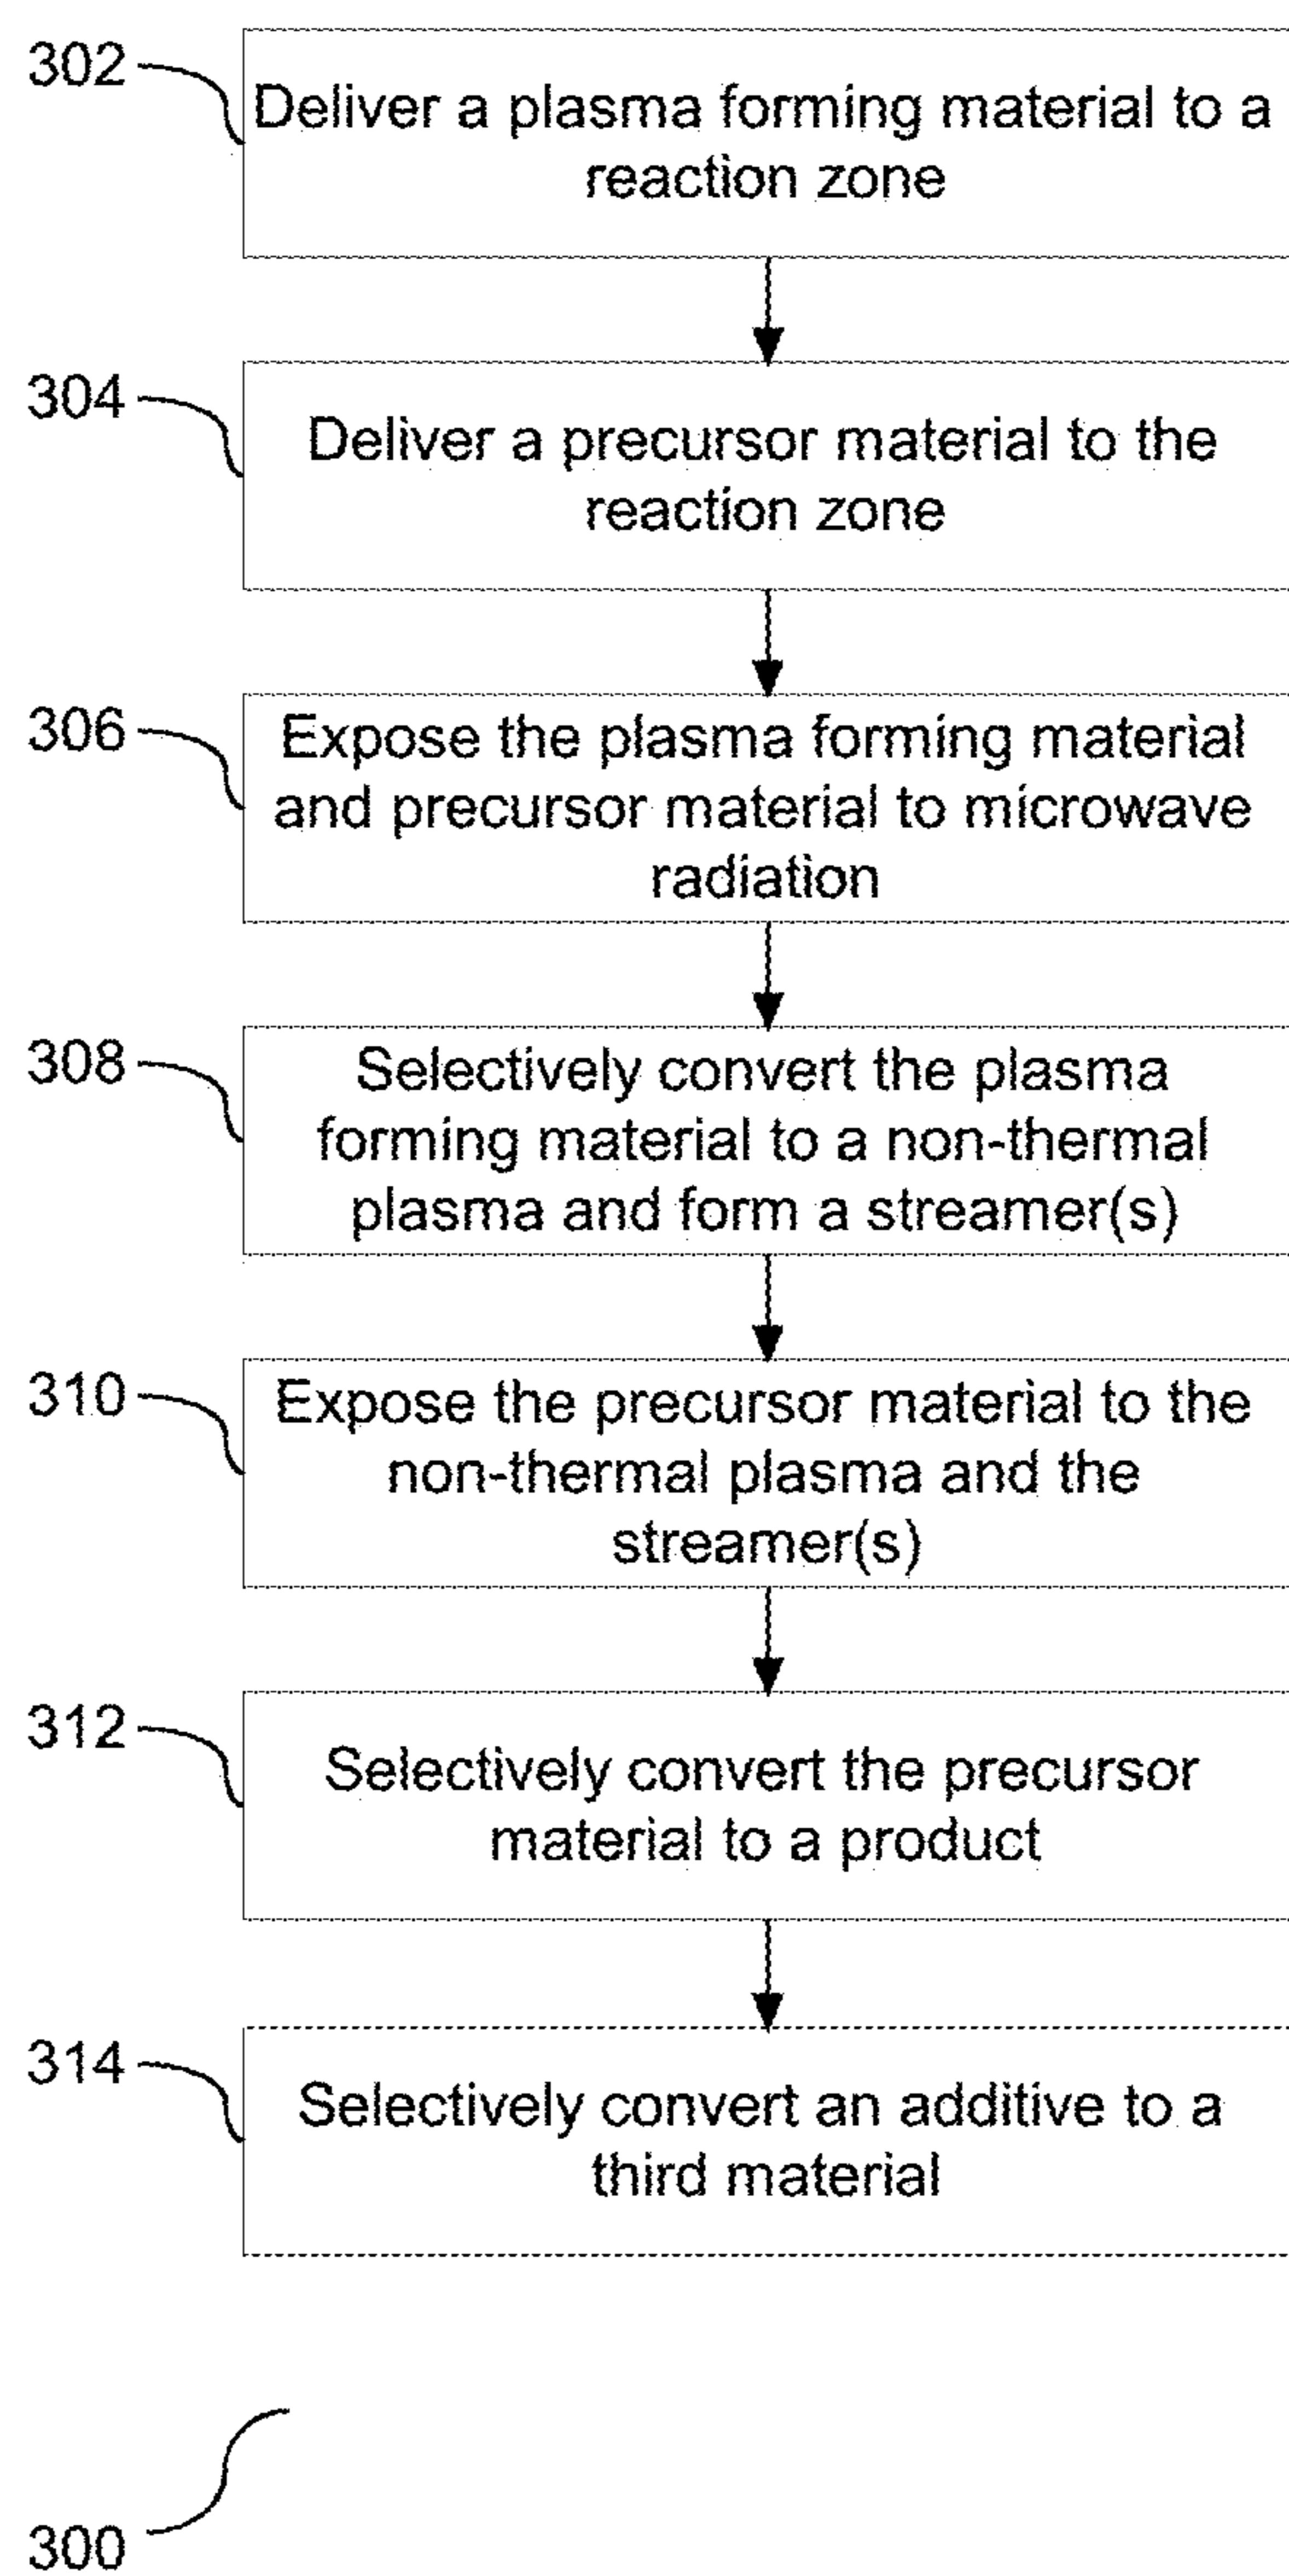 302
Deliver a plasma forming material to a
reaction zone
304
Deliver a precursor material to the
reaction zone
306
Expose the plasma forming material
and precursor material to microwave
radiation
308
Selectively convert the plasma
forming material to a non-thermal
plasma and form a streamer(s)
310
Expose the precursor material to the
non-thermal plasma and the
streamer(s)
312
Selectively convert the precursor
material to a product
314
Selectively convert an additive to a
third material
300